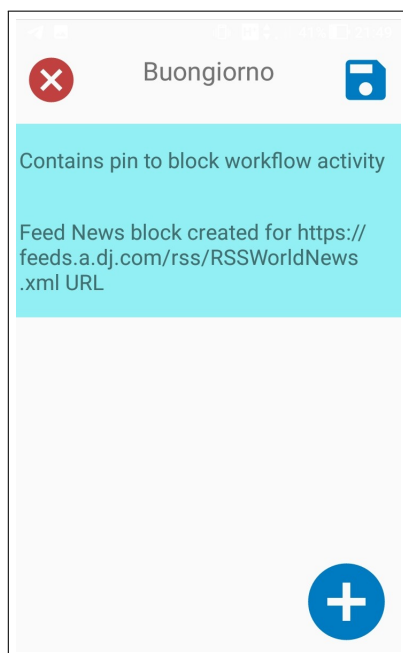 Buongiorno
Contains pin to block workflow activity
Feed News block created for https://
feeds.a.dj.com/rss/RSSWorldNews
.xml URL